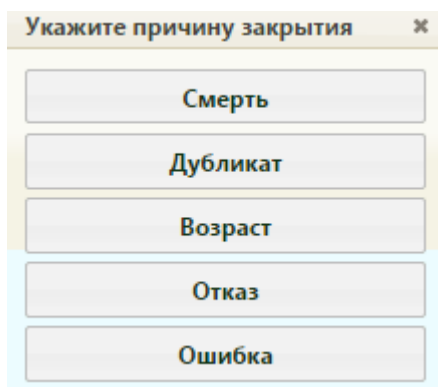 Укажите причину закрытия
Смерть
Дубликат
Возраст
Отказ
Ошибка